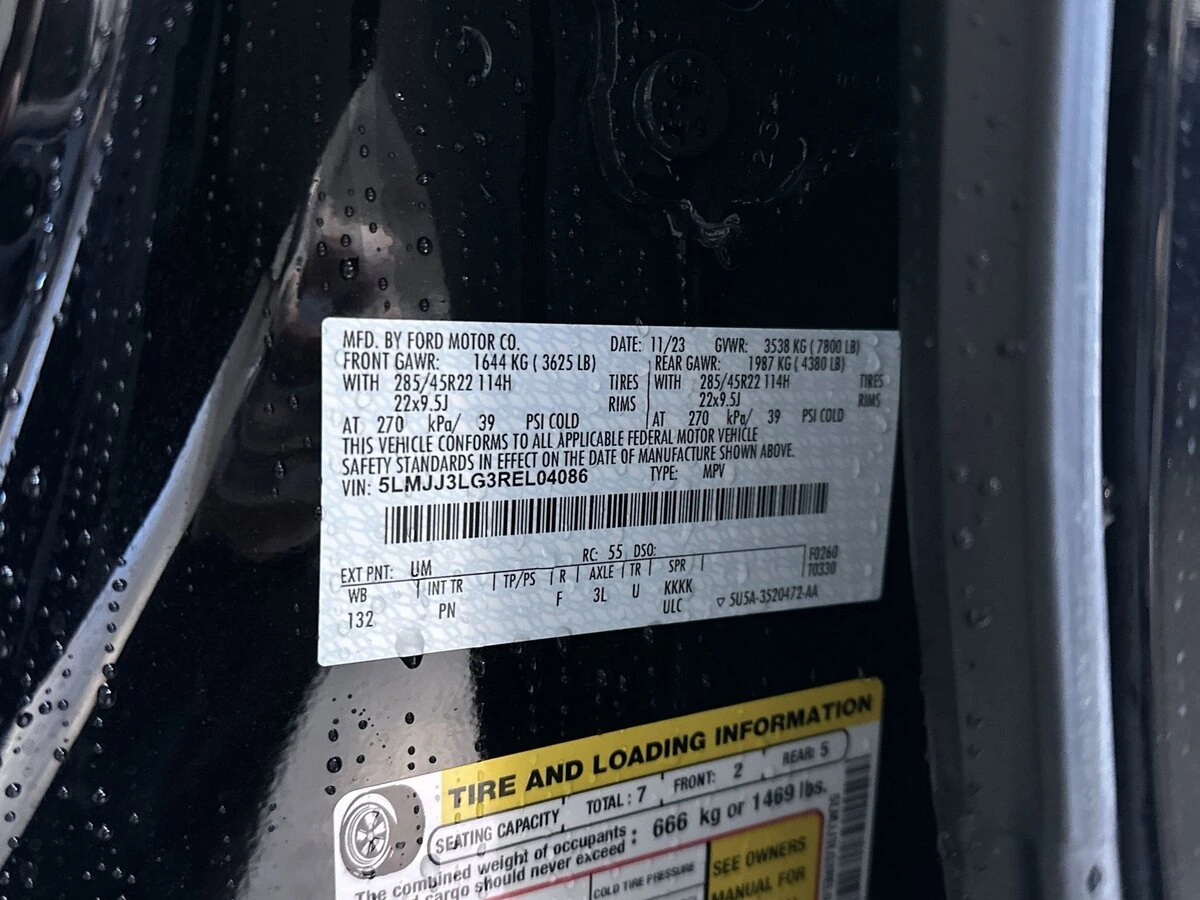 MFD. BY FORD MOTOR CO. DATE: 11/23 GVWR: 3538 KG ( 7800 LB)
FRONT GAWR: 1644 KG ( 3625 LB) REAR GAWR: 1987 KG ( 4380 LB)
WITH 285/45R22 114H TIRES WITH 285/45R22 114H TIRES
22x9.5J RIMS 22x9.5J RIMS
AT 270 kPa/ 39 PSI COLD AT 270 kPa/ 39 PSI COLD
THIS VEHICLE CONFORMS TO ALL APPLICABLE FEDERAL MOTOR VEHICLE
SAFETY STANDARDS IN EFFECT ON THE DATE OF MANUFACTURE SHOWN ABOVE.
VIN: 5LMJJ3LG3REL04086 TYPE: MPV
EXT PNT: UM RC: 55 DSO: F0260
WB INT TR TP/PS R AXLE TR SPR T0330
132 PN F 3L U KKKK
ULC ▽ 5U5A-3520472-AA
TIRE AND LOADING INFORMATION
SEATING CAPACITY TOTAL : 7 FRONT: 2 REAR: 5
The combined weight of occupants : 666 kg or 1469 lbs.
cargo should never exceed
COLD TIRE PRESSURE SEE OWNERS
MANUAL FOR